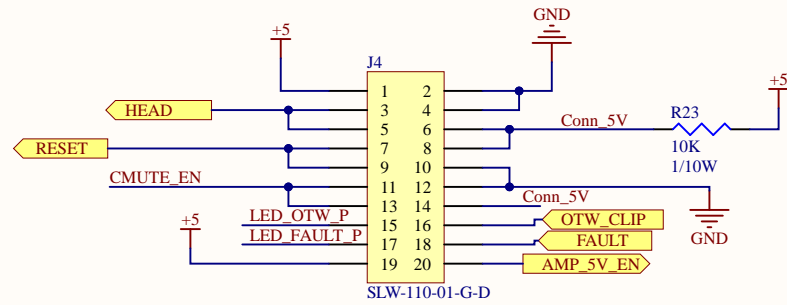 GND
+5
J4
+5
1 2
HEAD 3 4 R23
5 6 Conn_5V
RESET 7 8 10K
9 10 1/10W
CMUTE_EN 11 12
13 14 Conn_5V
LED_OTW_P 15 16 OTW_CLIP
+5
LED_FAULT_P 17 18 FAULT GND
19 20 AMP_5V_EN
SLW-110-01-G-D